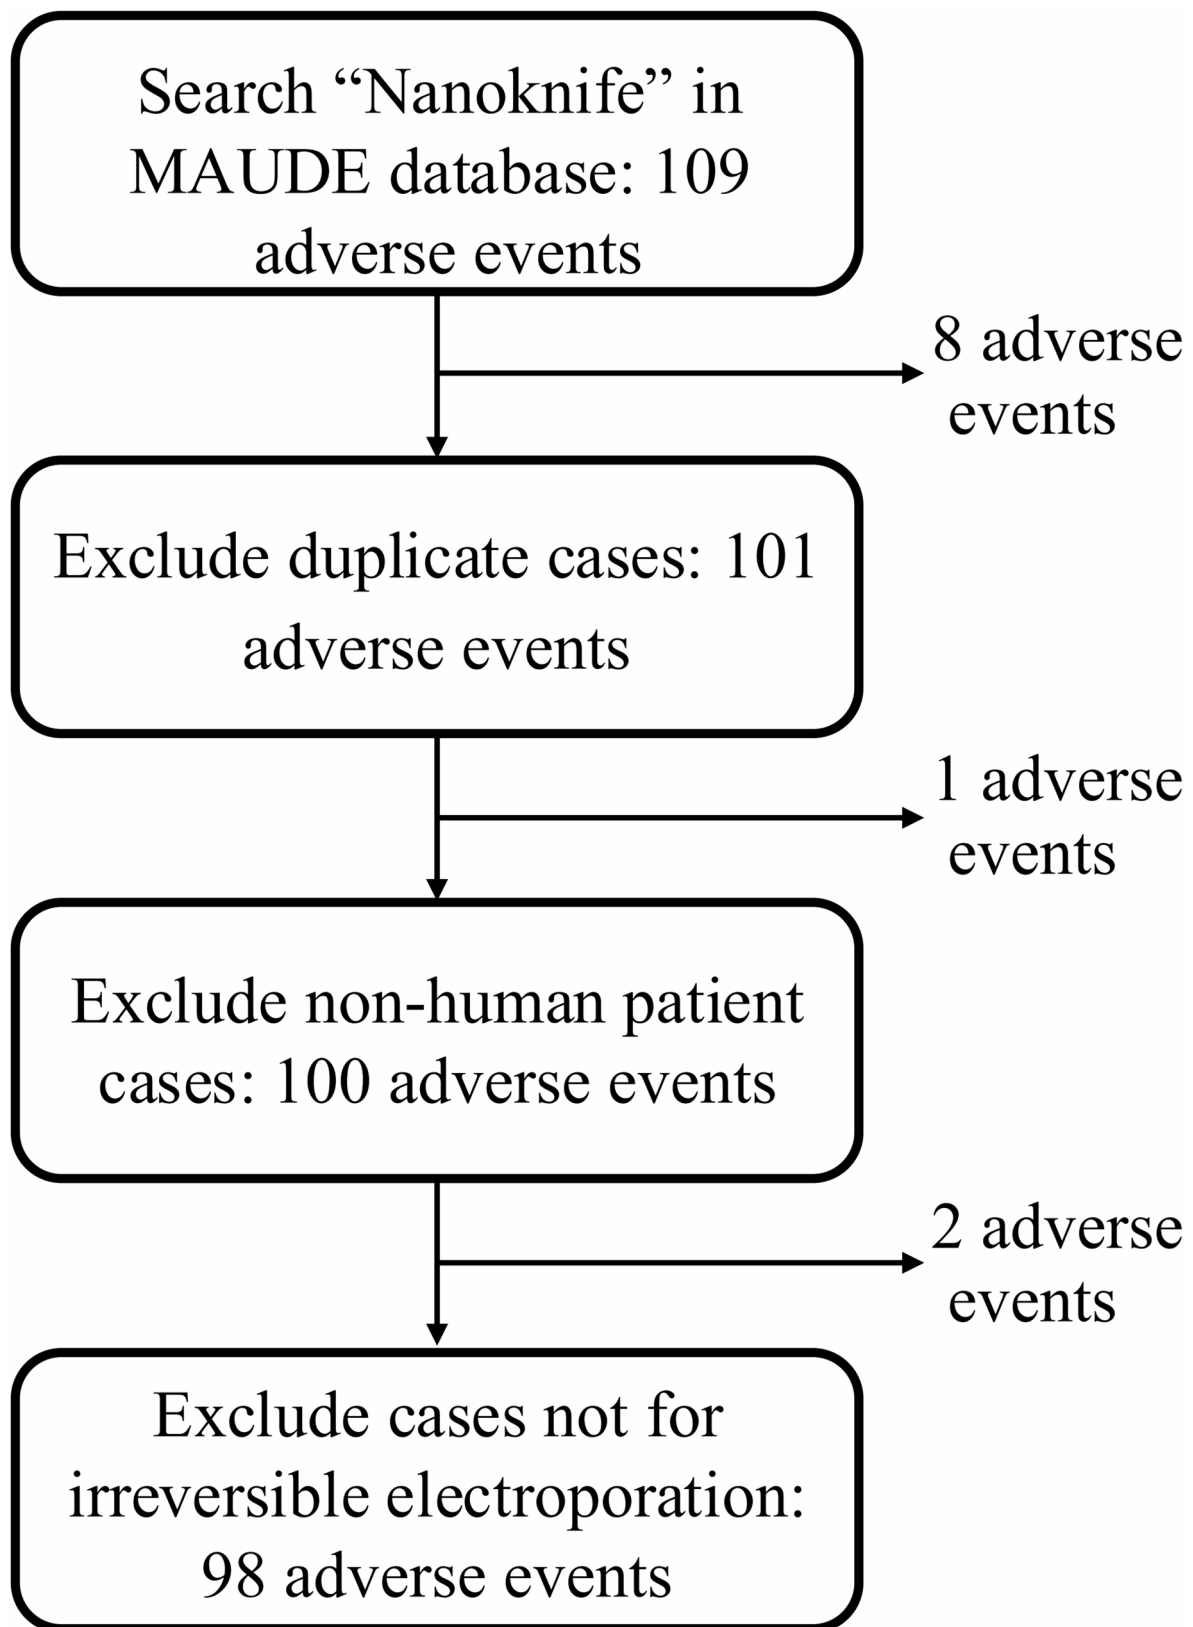 Search “Nanoknife” in
MAUDE database: 109
adverse events
8 adverse
events
Exclude duplicate cases: 101
adverse events
1 adverse
events
Exclude non-human patient
cases: 100 adverse events
2 adverse
events
Exclude cases not for
irreversible electroporation:
98 adverse events